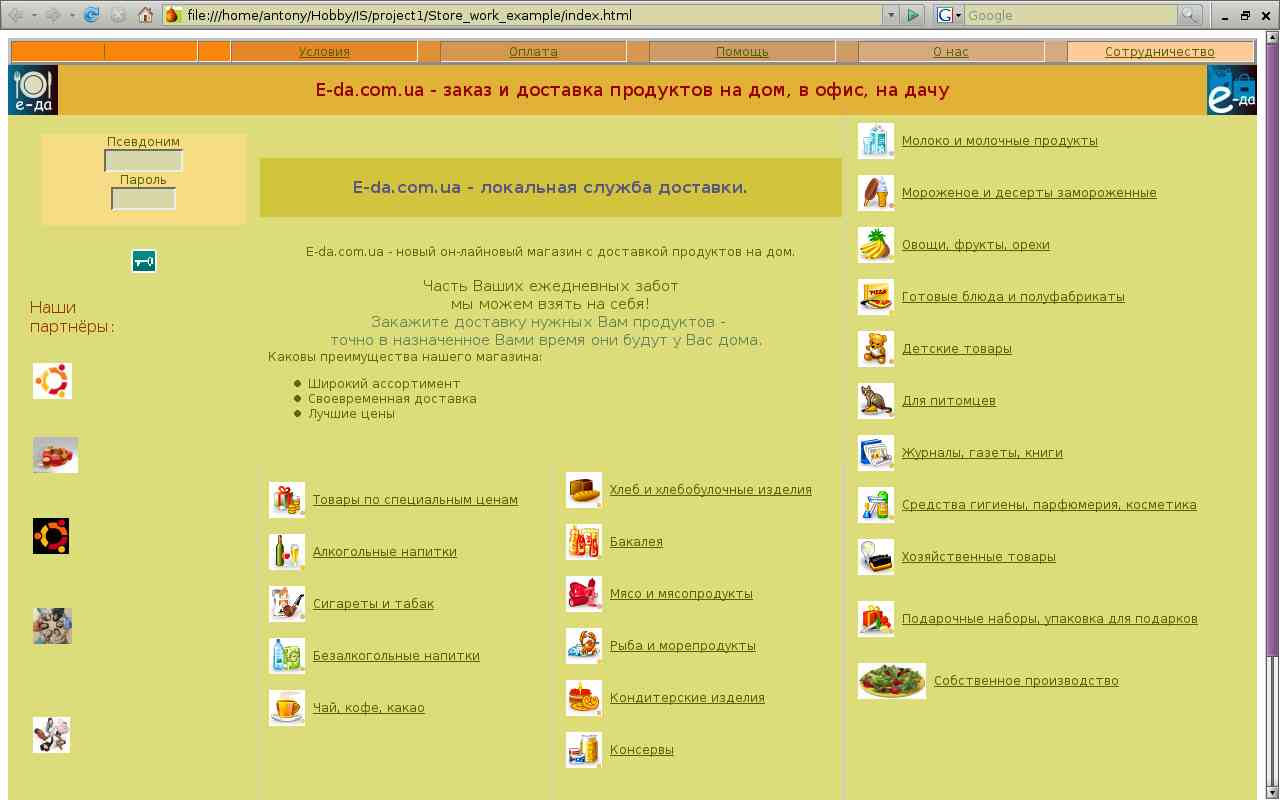 file:///home/antony/Hobby/IS/project1/Store_work_example/index.html
G
Google
Условия
Оплата
Помощь
О нас
Сотрудничество
е-да
E-da.com.ua - заказ и доставка продуктов на дом, в офис, на дачу
е-да
Псевдоним
Пароль
Наши
партнёры:
E-da.com.ua - локальная служба доставки.
E-da.com.ua - новый он-лайновый магазин с доставкой продуктов на дом.
Часть Ваших ежедневных забот
мы можем взять на себя!
Закажите доставку нужных Вам продуктов -
точно в назначенное Вами время они будут у Вас дома.
Каковы преимущества нашего магазина:
Широкий ассортимент
Своевременная доставка
Лучшие цены
Товары по специальным ценам
Алкогольные напитки
Сигареты и табак
Безалкогольные напитки
Чай, кофе, какао
Хлеб и хлебобулочные изделия
Бакалея
Мясо и мясопродукты
Рыба и морепродукты
Кондитерские изделия
Консервы
Молоко и молочные продукты
Мороженое и десерты замороженные
Овощи, фрукты, орехи
PIZZA
Готовые блюда и полуфабрикаты
Детские товары
Для питомцев
Журналы, газеты, книги
Средства гигиены, парфюмерия, косметика
Хозяйственные товары
Подарочные наборы, упаковка для подарков
Собственное производство